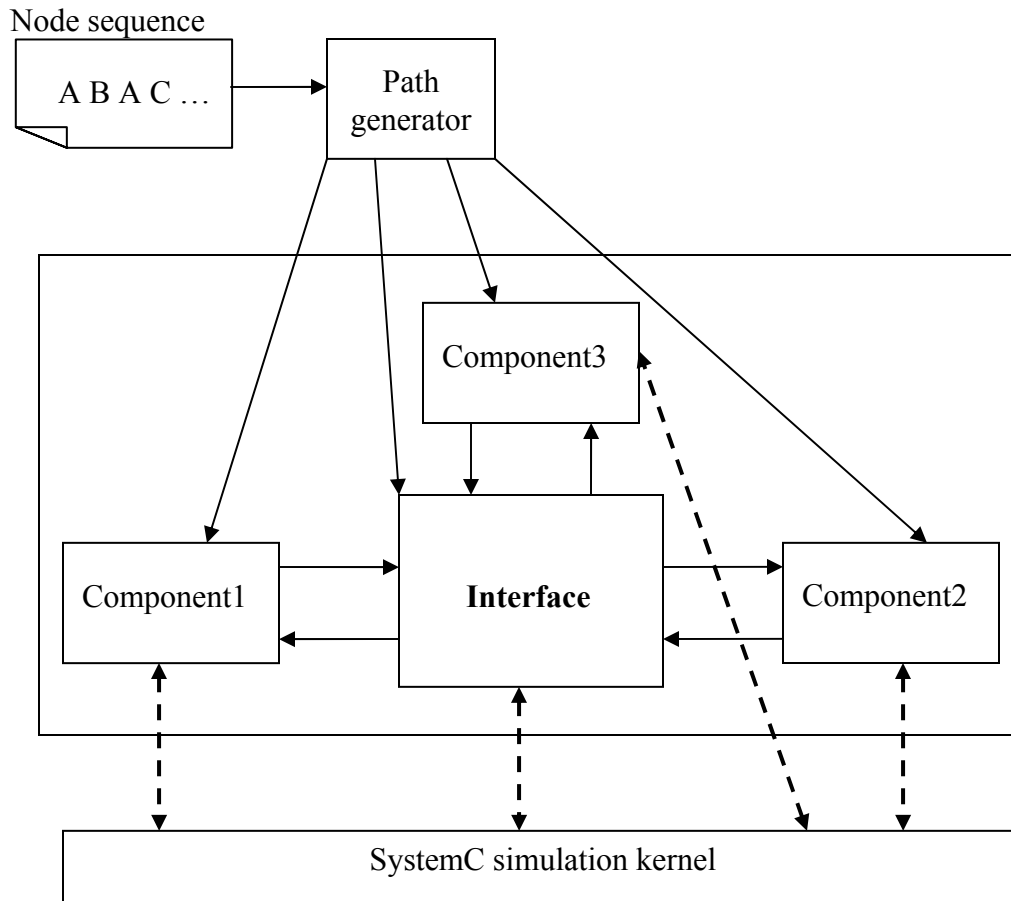 Node sequence
A B A C …
Path
generator
Component3
Component1
Interface
Component2
SystemC simulation kernel